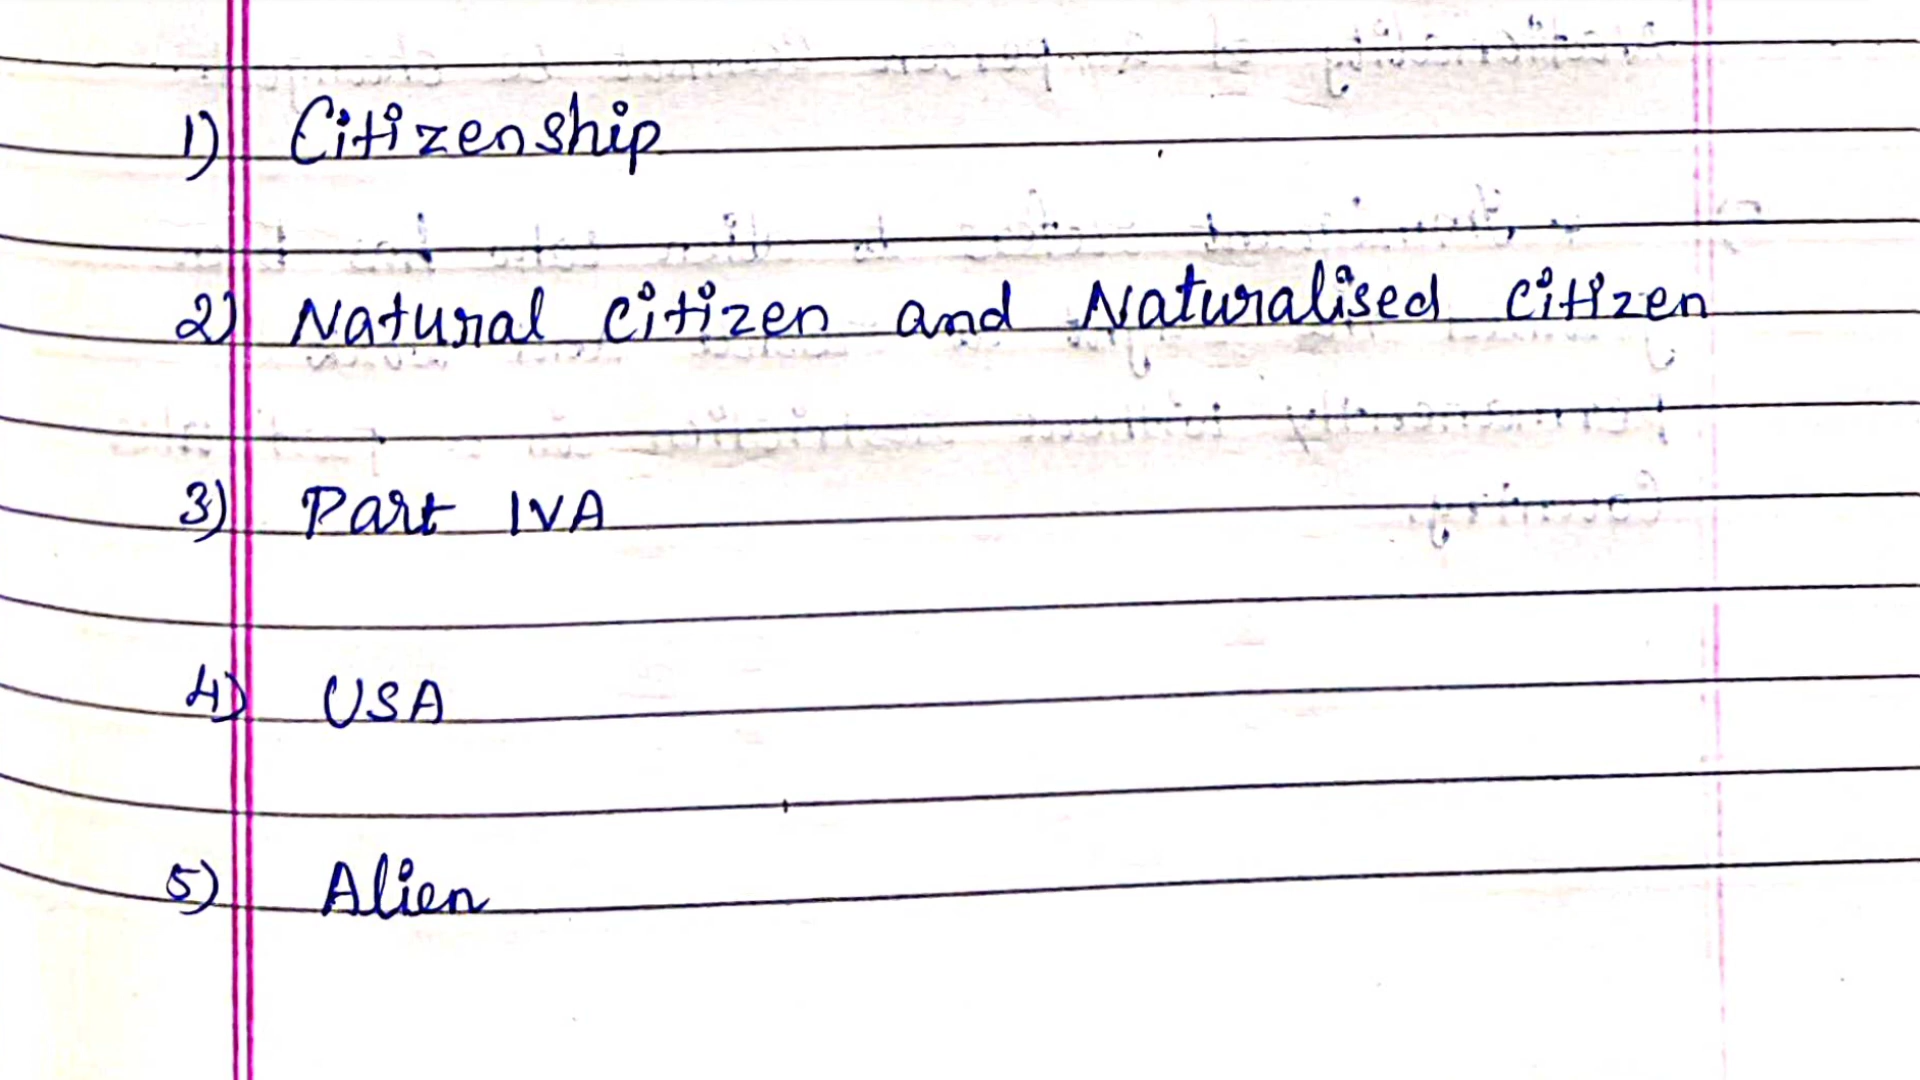 1) Citizenship
2) Natural citizen and Naturalised citizen
3) Part IVA
4) USA
5) Alien